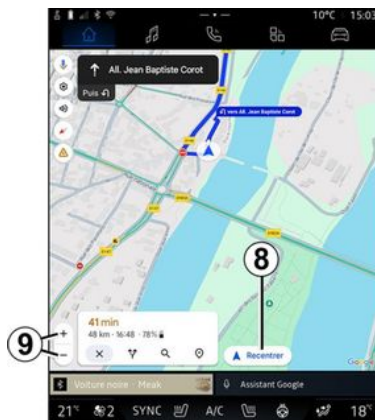 10°C 15:03
All. Jean Baptiste Corot
Puis
vers All. Jean Baptiste Corot
8
9
+
−
41 min
48 km · 16:48 · 78%
Recentrer
Google
Voiture noire · Meak
Assistant Google
21° 2 SYNC A/C 18°